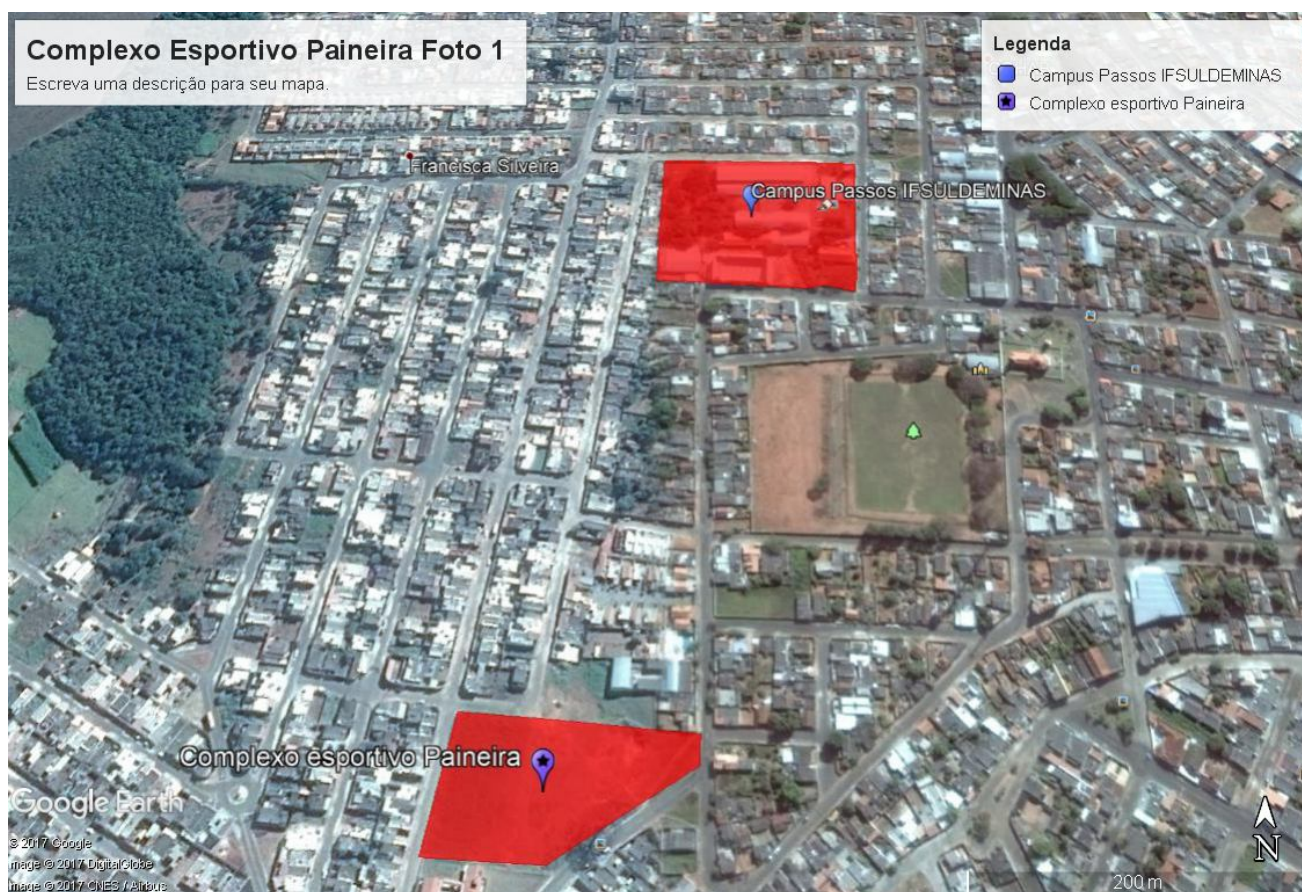 Complexo Esportivo Paineira Foto 1
Escreva uma descrição para seu mapa.
Legenda
Campus Passos IFSULDEMINAS
Complexo esportivo Paineira
Francisca Silveira
Campus Passos IFSULDEMINAS
Complexo esportivo Paineira
Google Earth
© 2017 Google
Image © 2017 DigitalGlobe
Image © 2017 CNES / Airbus
N
200 m